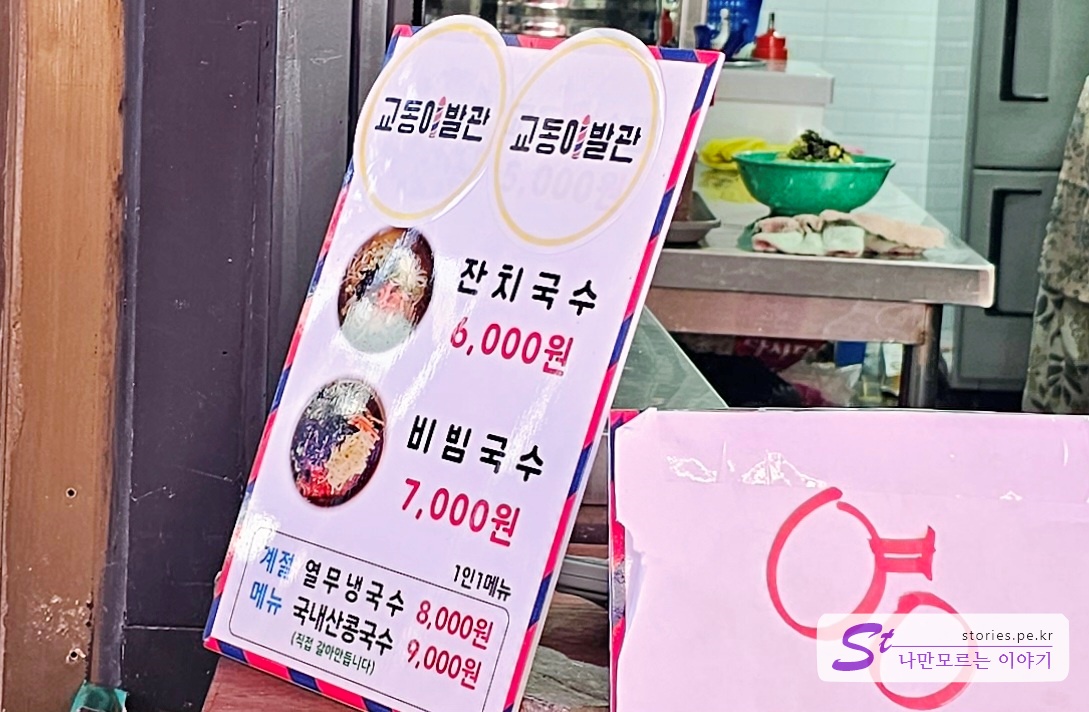 교동이발관
교동이발관
잔치국수
6,000원
비빔국수
7,000원
1인1메뉴
계절
메뉴
열무냉국수 8,000원
국내산콩국수 9,000원
(직접 갈아만듭니다)
St
stories.pe.kr
나만모르는 이야기